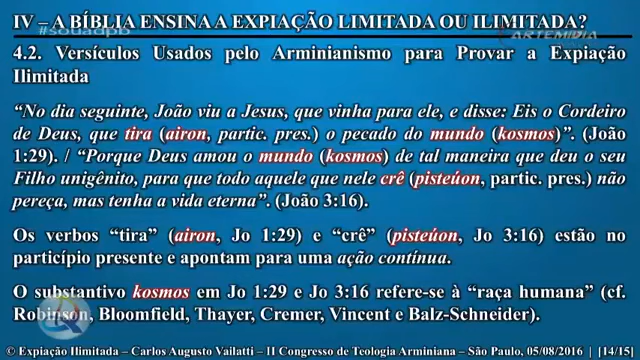 IV – A BÍBLIA ENSINA A EXPIAÇÃO LIMITADA OU ILIMITADA?
#souadpb
ARTEMIDIA
4.2. Versículos Usados pelo Arminianismo para Provar a Expiação
Ilimitada
“No dia seguinte, João viu a Jesus, que vinha para ele, e disse: Eis o Cordeiro
de Deus, que tira (airon, partic. pres.) o pecado do mundo (kosmos)”. (João
1:29). / “Porque Deus amou o mundo (kosmos) de tal maneira que deu o seu
Filho unigênito, para que todo aquele que nele crê (pisteúon, partic. pres.) não
pereça, mas tenha a vida eterna”. (João 3:16).
Os verbos “tira” (airon, Jo 1:29) e “crê” (pisteúon, Jo 3:16) estão no
particípio presente e apontam para uma ação contínua.
O substantivo kosmos em Jo 1:29 e Jo 3:16 refere-se à “raça humana” (cf.
Robinson, Bloomfield, Thayer, Cremer, Vincent e Balz-Schneider).
© Expiação Ilimitada – Carlos Augusto Vailatti – II Congresso de Teologia Arminiana – São Paulo, 05/08/2016 | [14/15]